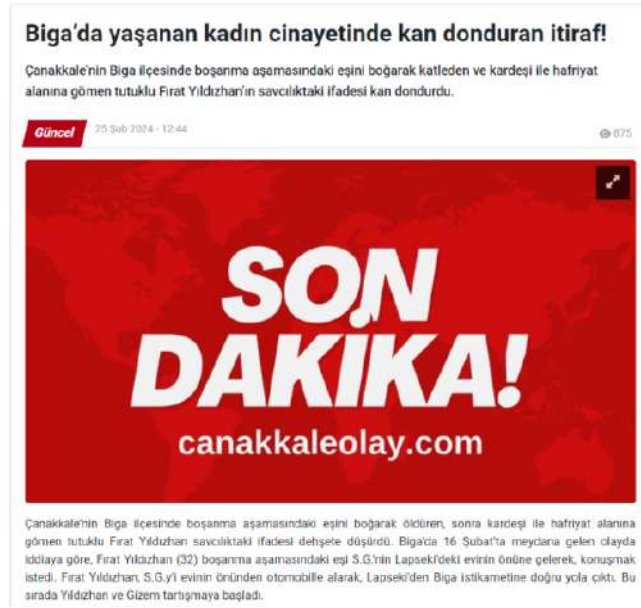 Biga’da yaşanan kadın cinayetinde kan donduran itiraf!
Çanakkale'nin Biga ilçesinde boşanma aşamasındaki eşini boğarak katleden ve kardeşi ile hafriyat
alanına gömen tutuklu Fırat Yıldızhan'ın savcılıktaki ifadesi kan dondurdu.
Güncel
25 Şub 2024 - 12:44
675
SON
DAKİKA!
canakkaleolay.com
Çanakkale'nin Biga ilçesinde boşanma aşamasındaki eşini boğarak öldüren, sonra kardeşi ile hafriyat alanına
gömen tutuklu Fırat Yıldızhan savcılıktaki ifadesi dehşete düşürdü. Biga'da 16 Şubat'ta meydana gelen olayda
iddiaya göre, Fırat Yıldızhan (32) boşanma aşamasındaki eşi S.G.'nin Lapseki'deki evinin önüne gelerek, konuşmak
istedi. Fırat Yıldızhan, S.G.y'i evinin önünden otomobille alarak, Lapseki'den Biga istikametine doğru yola çıktı. Bu
sırada Yıldızhan ve Gizem tartışmaya başladı.